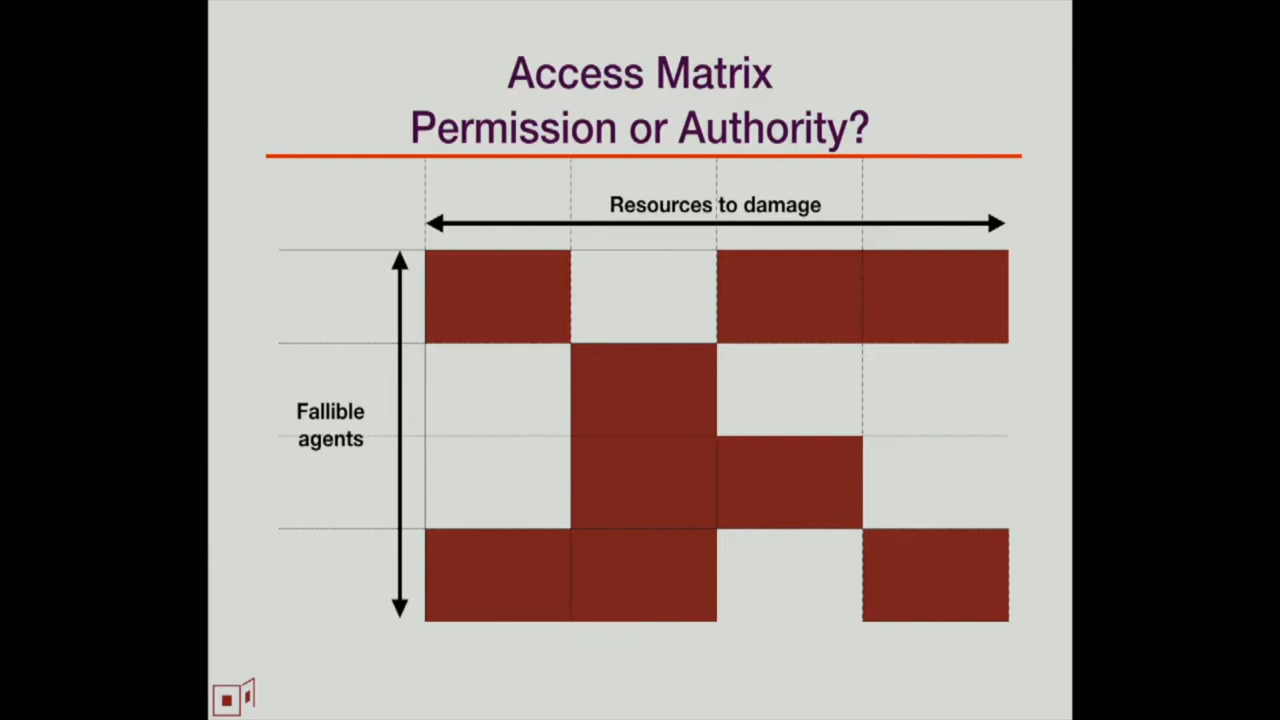 Access Matrix
Permission or Authority?
Resources to damage
Fallible
agents